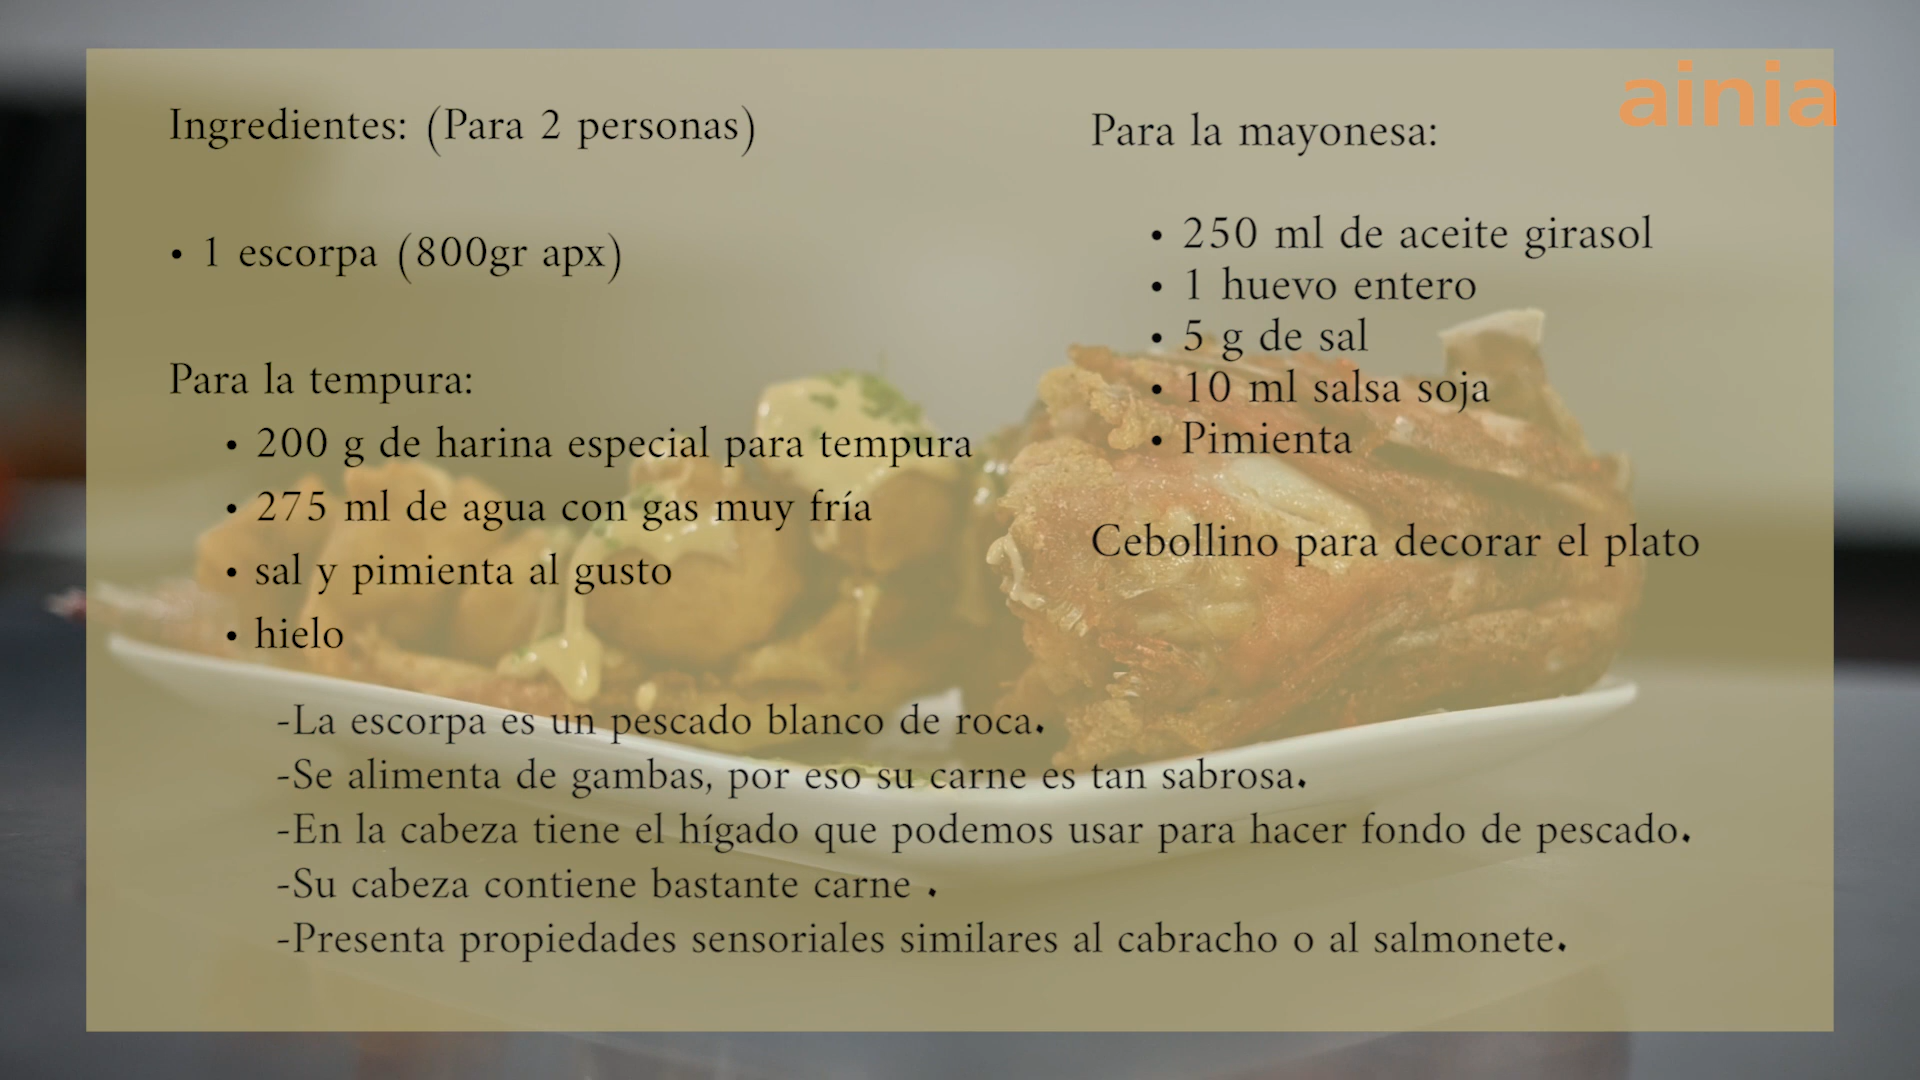 ainia
Ingredientes: (Para 2 personas)
• 1 escorpa (800gr apx)
Para la tempura:
• 200 g de harina especial para tempura
• 275 ml de agua con gas muy fría
• sal y pimienta al gusto
• hielo
Para la mayonesa:
• 250 ml de aceite girasol
• 1 huevo entero
• 5 g de sal
• 10 ml salsa soja
• Pimienta
Cebollino para decorar el plato
-La escorpa es un pescado blanco de roca.
-Se alimenta de gambas, por eso su carne es tan sabrosa.
-En la cabeza tiene el hígado que podemos usar para hacer fondo de pescado.
-Su cabeza contiene bastante carne .
-Presenta propiedades sensoriales similares al cabracho o al salmonete.